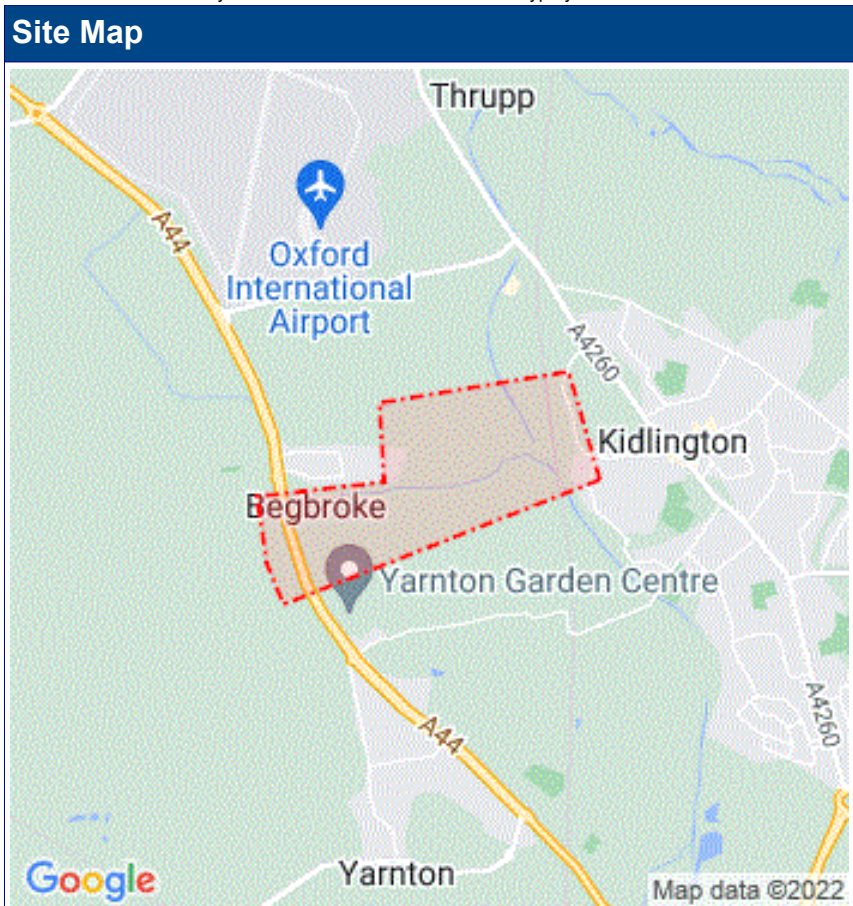 Site Map
Thrupp
A44
Oxford
International
Airport
A4260
Kidlington
Begbroke
Yarnton Garden Centre
A44
A4260
Yarnton
Google
Map data ©2022